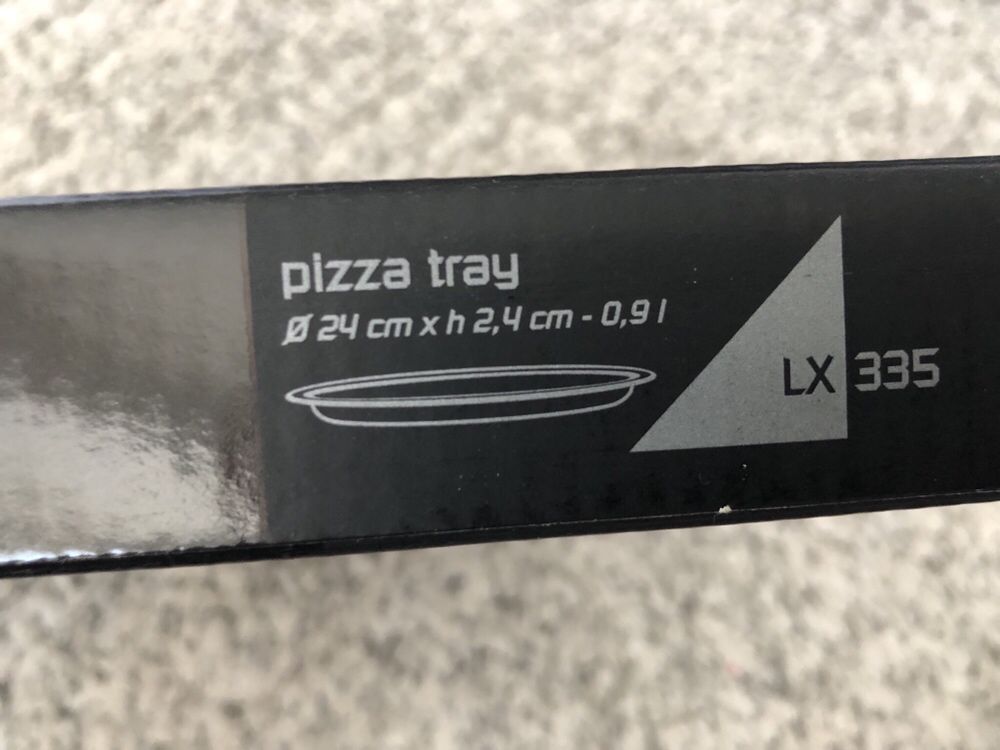 pizza tray
Ø 24 cm x h 2,4 cm - 0,9 l
LX 335